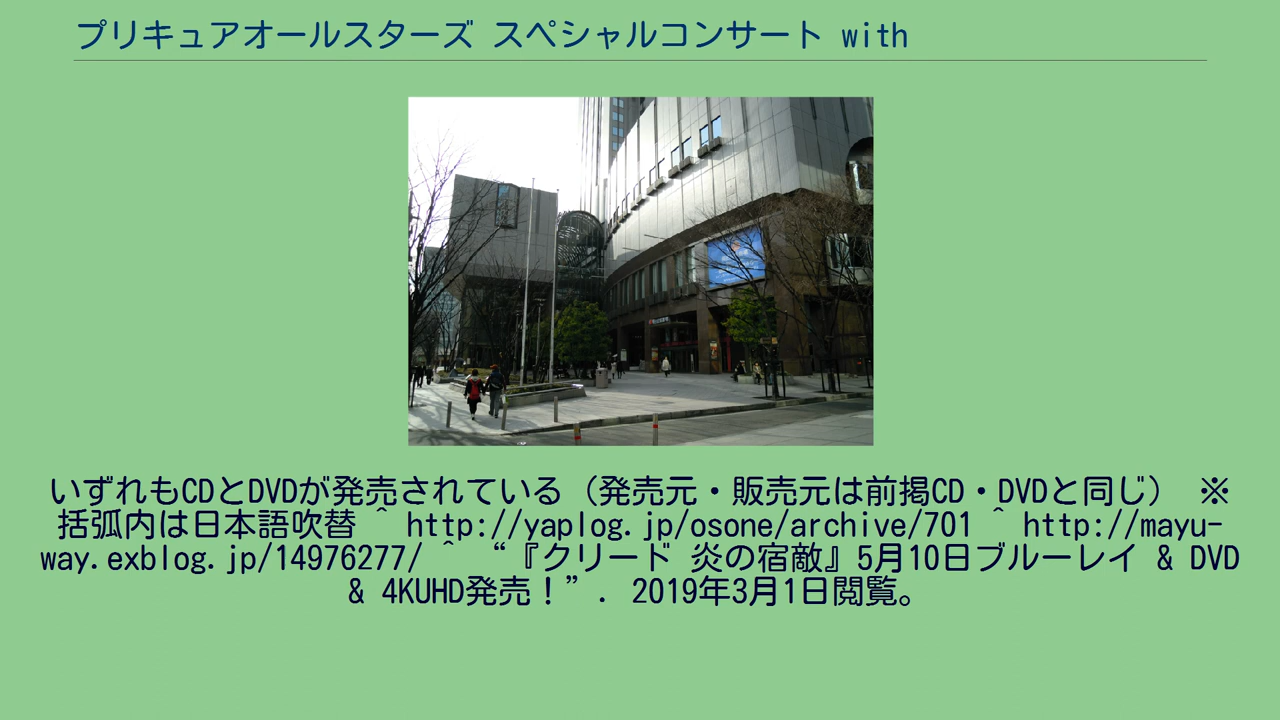 プリキュアオールスターズ スペシャルコンサート with
いずれもCDとDVDが発売されている（発売元・販売元は前掲CD・DVDと同じ） ※
括弧内は日本語吹替 ^ http://yaplog.jp/osone/archive/701 ^ http://mayu-
way.exblog.jp/14976277/ ^ “『クリード 炎の宿敵』5月10日ブルーレイ & DVD
& 4KUHD発売！”. 2019年3月1日閲覧。